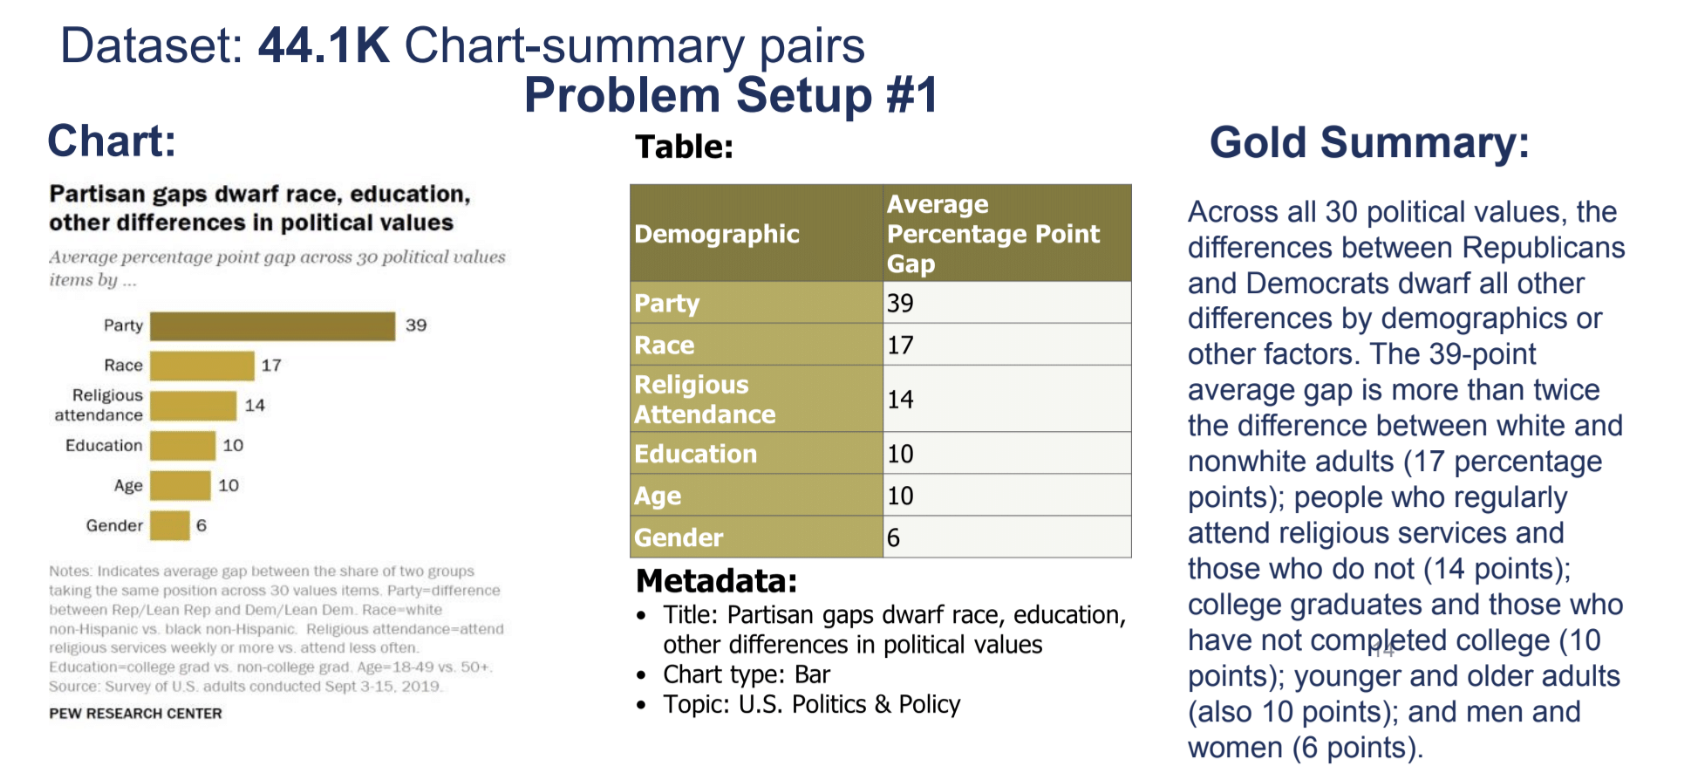 Dataset: 44.1K Chart-summary pairs
Problem Setup #1
Chart:
Partisan gaps dwarf race, education,
other differences in political values
Average percentage point gap across 30 political values
items by ...
Party 39
Race 17
Religious
attendance 14
Education 10
Age 10
Gender 6
Notes: Indicates average gap between the share of two groups
taking the same position across 30 values items. Party=difference
between Rep/Lean Rep and Dem/Lean Dem. Race=white
non-Hispanic vs. black non-Hispanic. Religious attendance=attend
religious services weekly or more vs. attend less often.
Education=college grad vs. non-college grad. Age=18-49 vs. 50+.
Source: Survey of U.S. adults conducted Sept 3-15, 2019.
PEW RESEARCH CENTER
Table:
Demographic
Average
Percentage Point
Gap
Party 39
Race 17
Religious
Attendance 14
Education 10
Age 10
Gender 6
Metadata:
• Title: Partisan gaps dwarf race, education,
other differences in political values
• Chart type: Bar
• Topic: U.S. Politics & Policy
Gold Summary:
Across all 30 political values, the
differences between Republicans
and Democrats dwarf all other
differences by demographics or
other factors. The 39-point
average gap is more than twice
the difference between white and
nonwhite adults (17 percentage
points); people who regularly
attend religious services and
those who do not (14 points);
college graduates and those who
have not completed college (10
points); younger and older adults
(also 10 points); and men and
women (6 points).
14